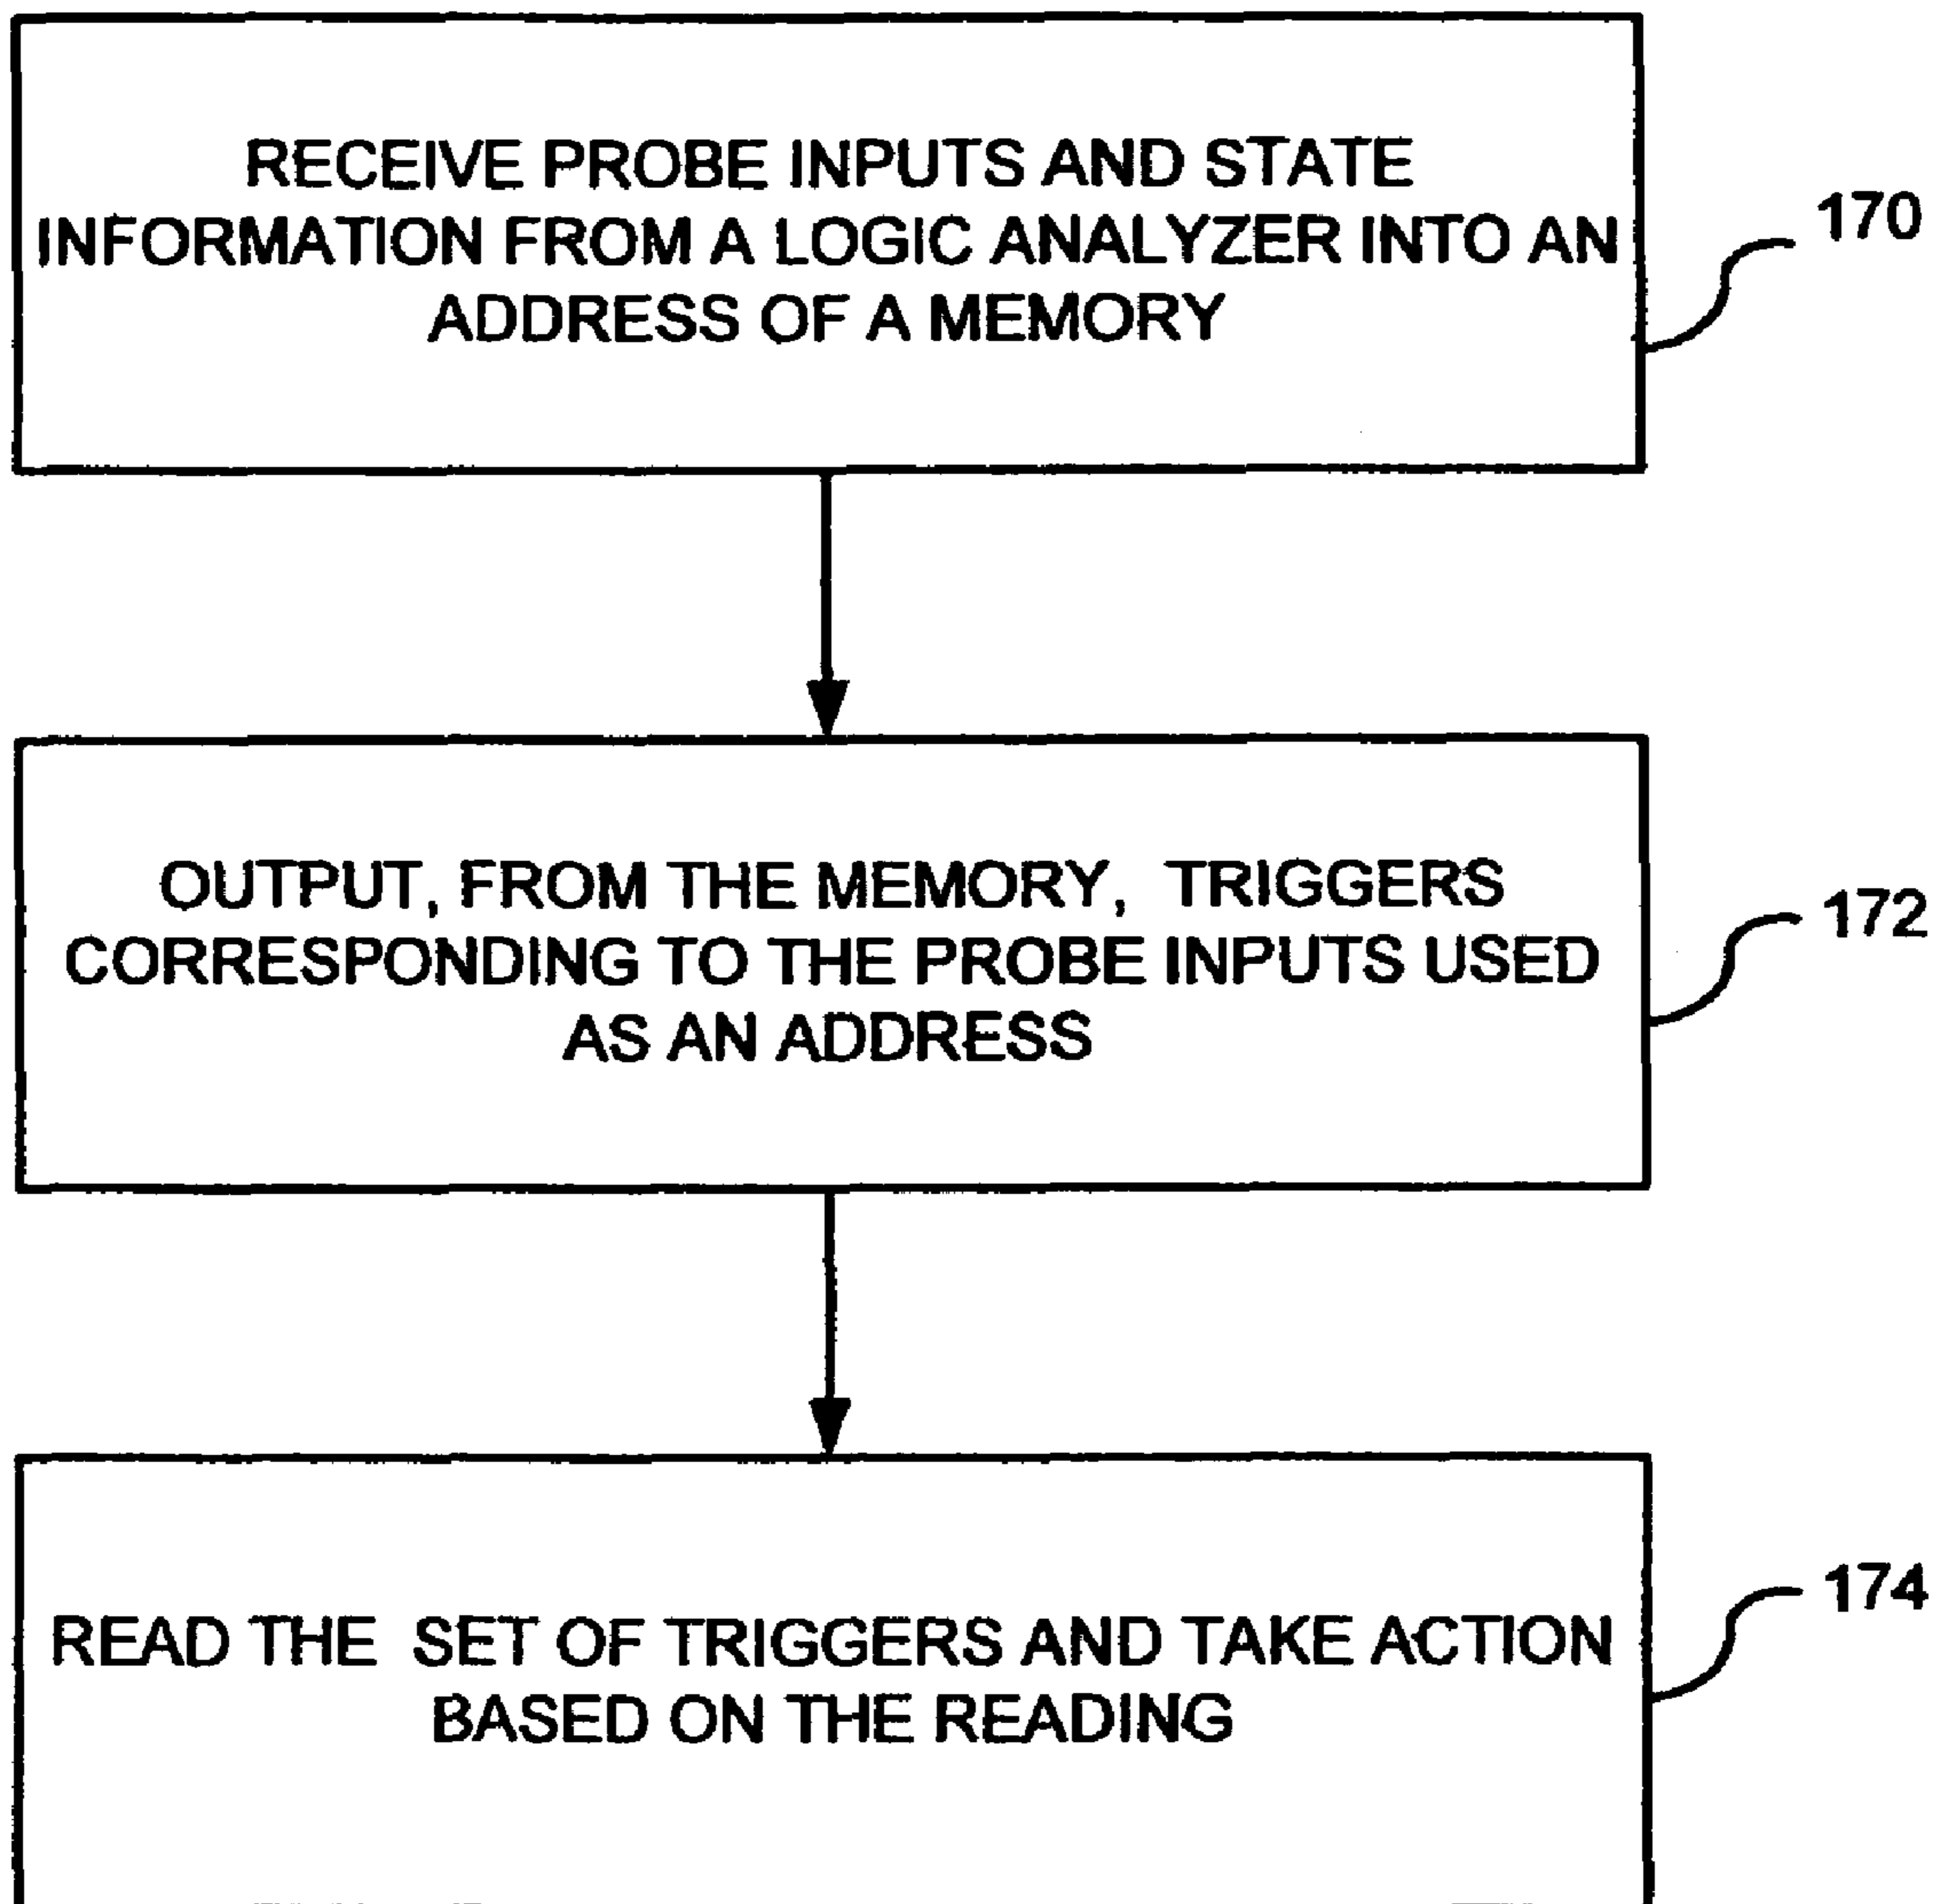 RECEIVE PROBE INPUTS AND STATE
INFORMATION FROM A LOGIC ANALYZER INTO AN
ADDRESS OF A MEMORY
170
OUTPUT, FROM THE MEMORY, TRIGGERS
CORRESPONDING TO THE PROBE INPUTS USED
AS AN ADDRESS
172
READ THE SET OF TRIGGERS AND TAKE ACTION
BASED ON THE READING
174